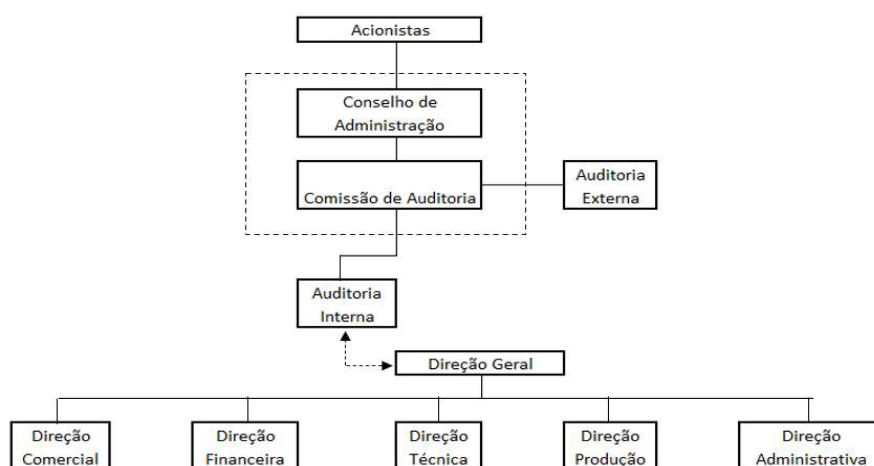 Acionistas
Conselho de
Administração
Comissão de Auditoria
Auditoria
Externa
Auditoria
Interna
Direção Geral
Direção
Comercial
Direção
Financeira
Direção
Técnica
Direção
Produção
Direção
Administrativa